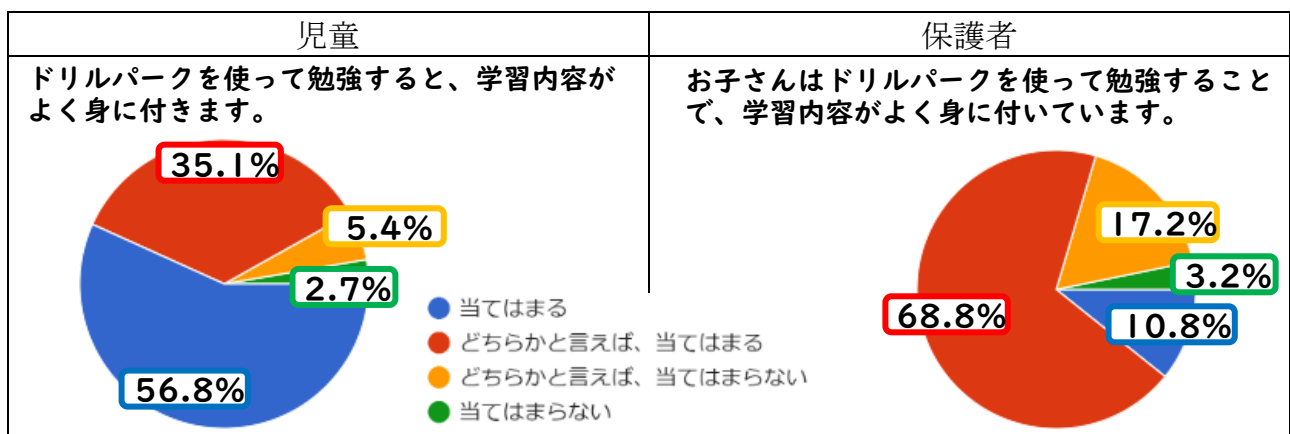 児童
保護者
ドリルパークを使って勉強すると、学習内容が
よく身に付きます。
お子さんはドリルパークを使って勉強すること
で、学習内容がよく身に付いています。
35.1%
5.4%
2.7%
56.8%
17.2%
3.2%
68.8%
10.8%
当てはまる
どちらかと言えば、当てはまる
どちらかと言えば、当てはまらない
当てはまらない